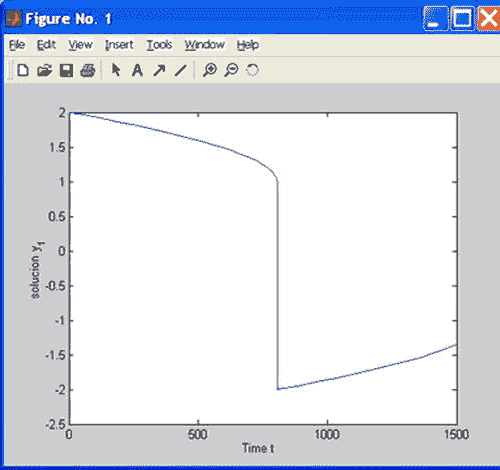 Figure No. 1
File Edit View Insert Tools Window Help
A
2
1.5
1
0.5
0
-0.5
-1
-1.5
-2
-2.5
solucion y1
0 500 1000 1500
Time t